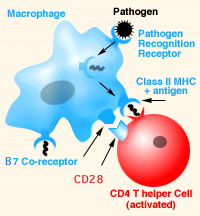 Macrophage
Pathogen
Pathogen
Recognition
Receptor
Class II MHC
+ antigen
B7 Co-receptor
CD28
CD4 T helper Cell
(activated)